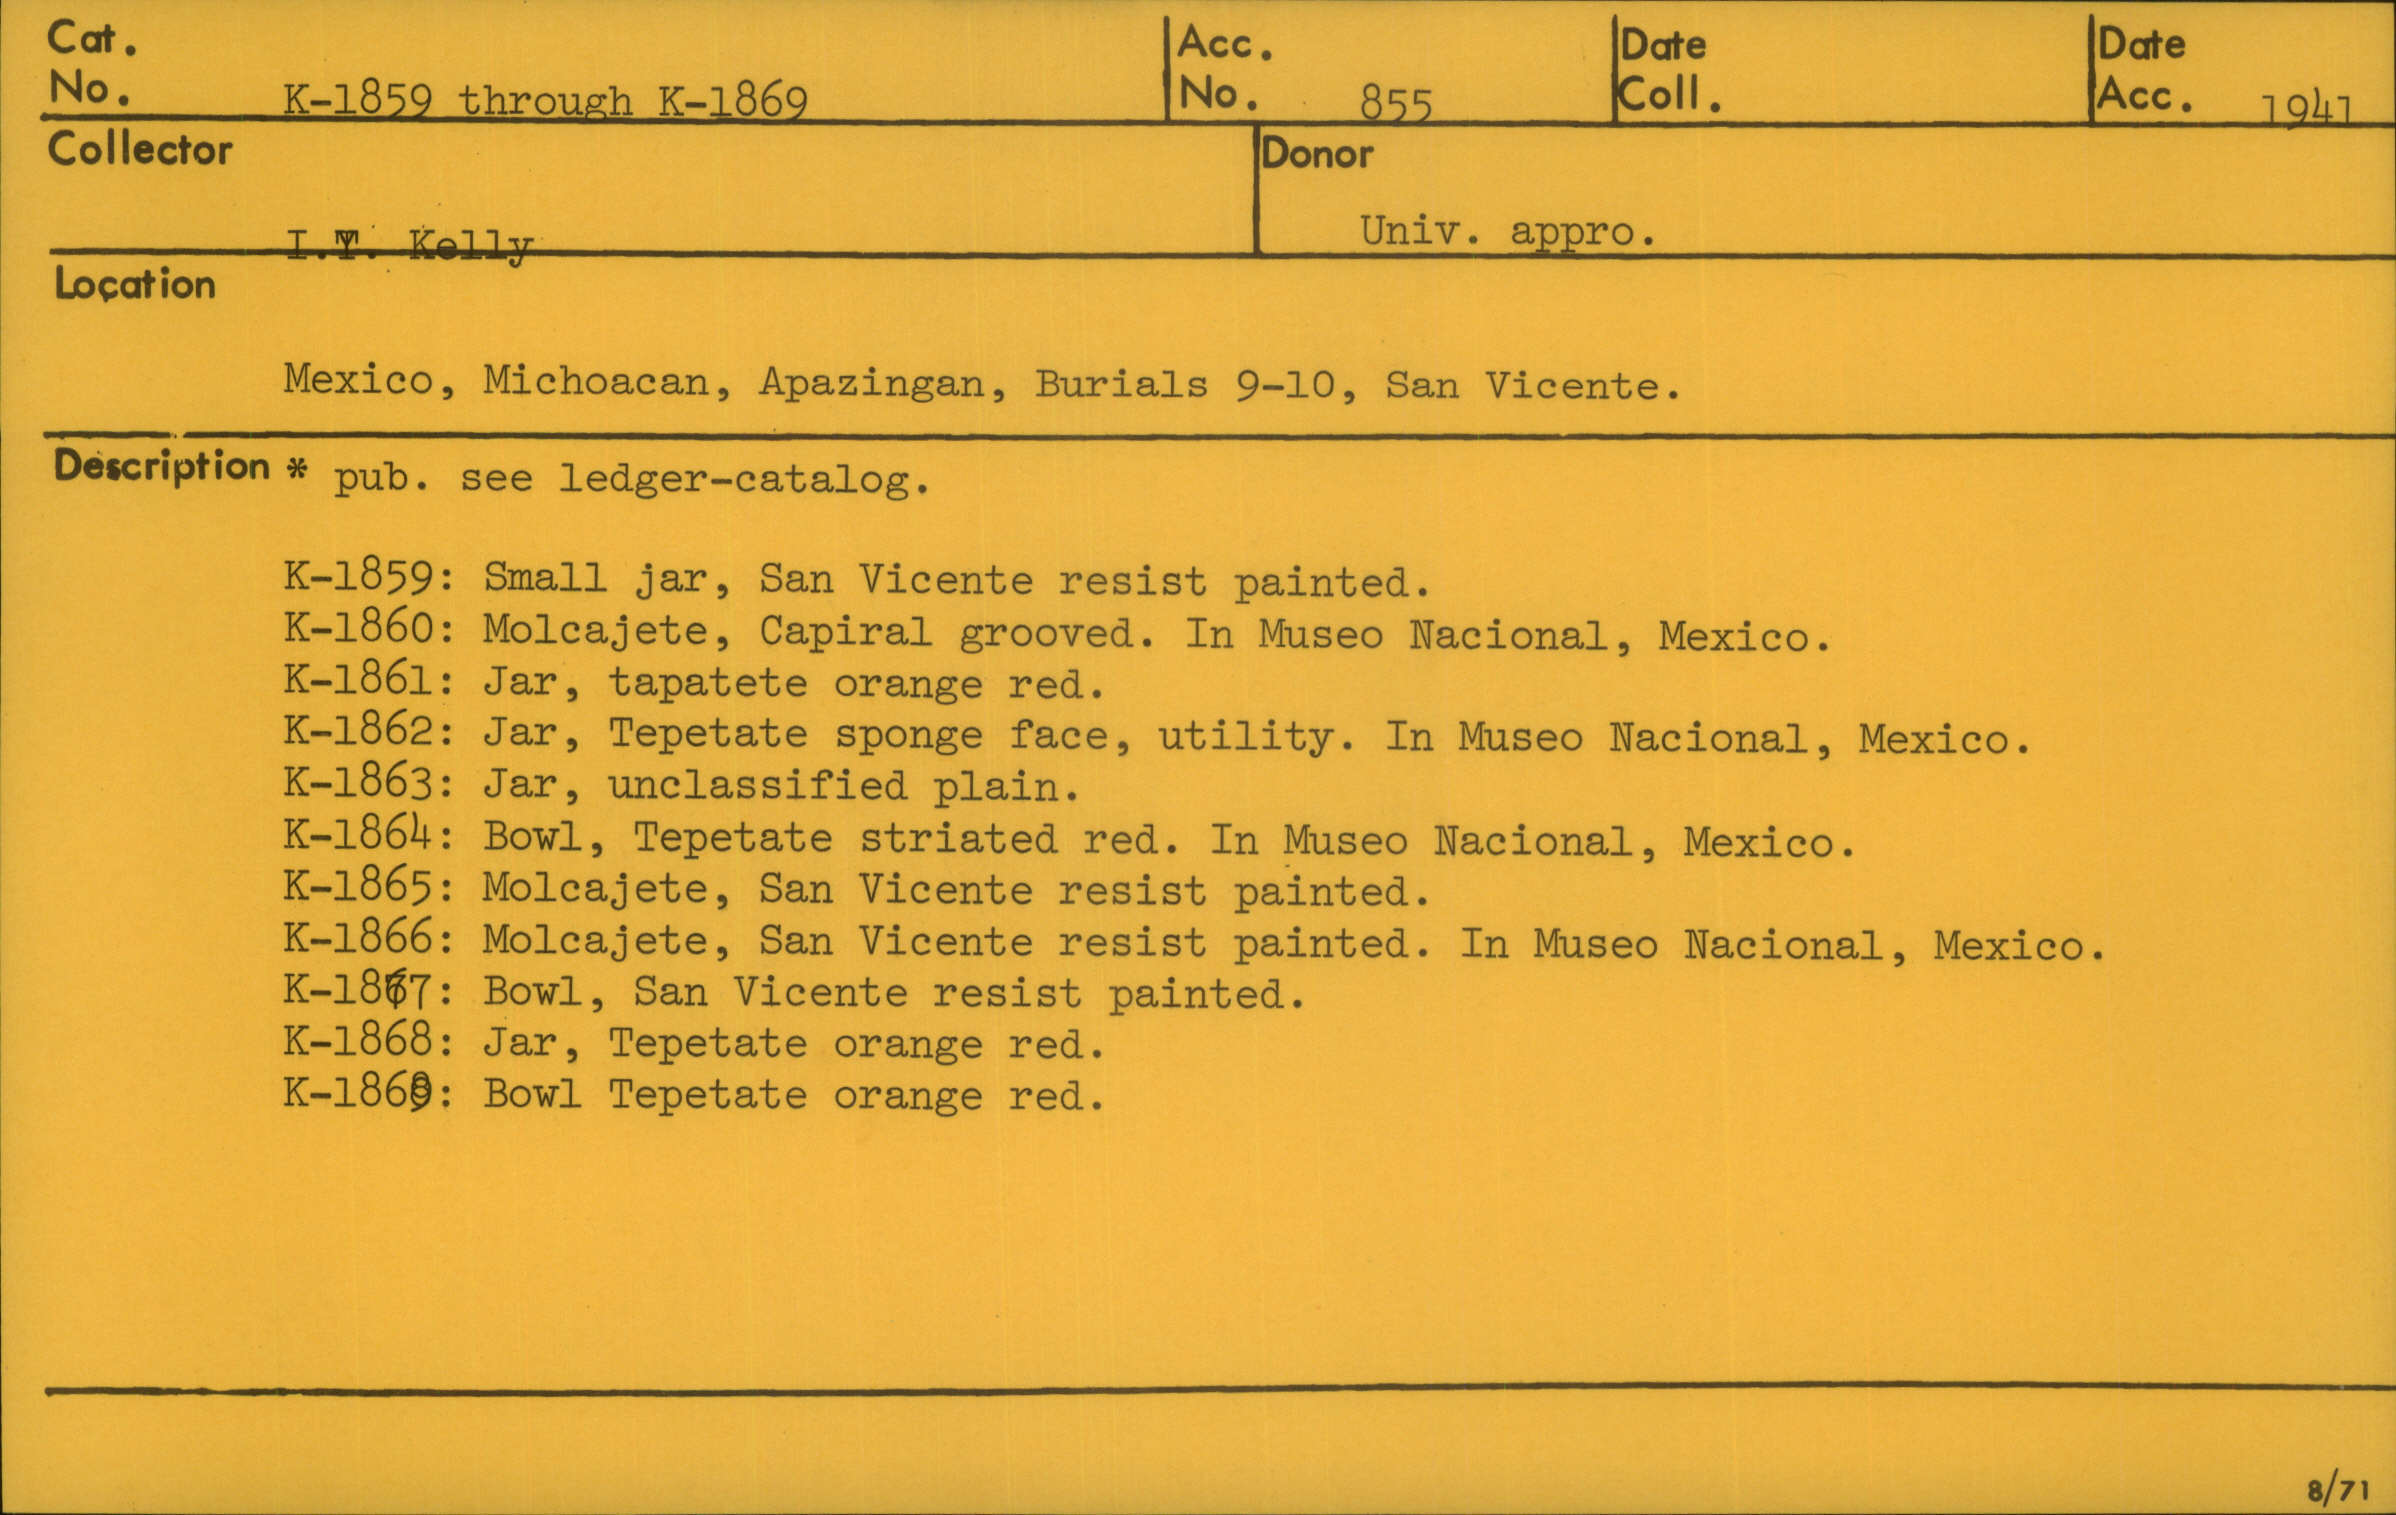 Cat. No. K-1859 through K-1869
Acc. No. 855
Date Coll.
Date Acc. 1941
Collector
I.T. Kelly
Donor
Univ. appro.
Location
Mexico, Michoacan, Apazingan, Burials 9-10, San Vicente.
Description * pub. see ledger-catalog.
K-1859: Small jar, San Vicente resist painted.
K-1860: Molcajete, Capiral grooved. In Museo Nacional, Mexico.
K-1861: Jar, tapatete orange red.
K-1862: Jar, Tepetate sponge face, utility. In Museo Nacional, Mexico.
K-1863: Jar, unclassified plain.
K-1864: Bowl, Tepetate striated red. In Museo Nacional, Mexico.
K-1865: Molcajete, San Vicente resist painted.
K-1866: Molcajete, San Vicente resist painted. In Museo Nacional, Mexico.
K-1867: Bowl, San Vicente resist painted.
K-1868: Jar, Tepetate orange red.
K-1869: Bowl Tepetate orange red.
8/71